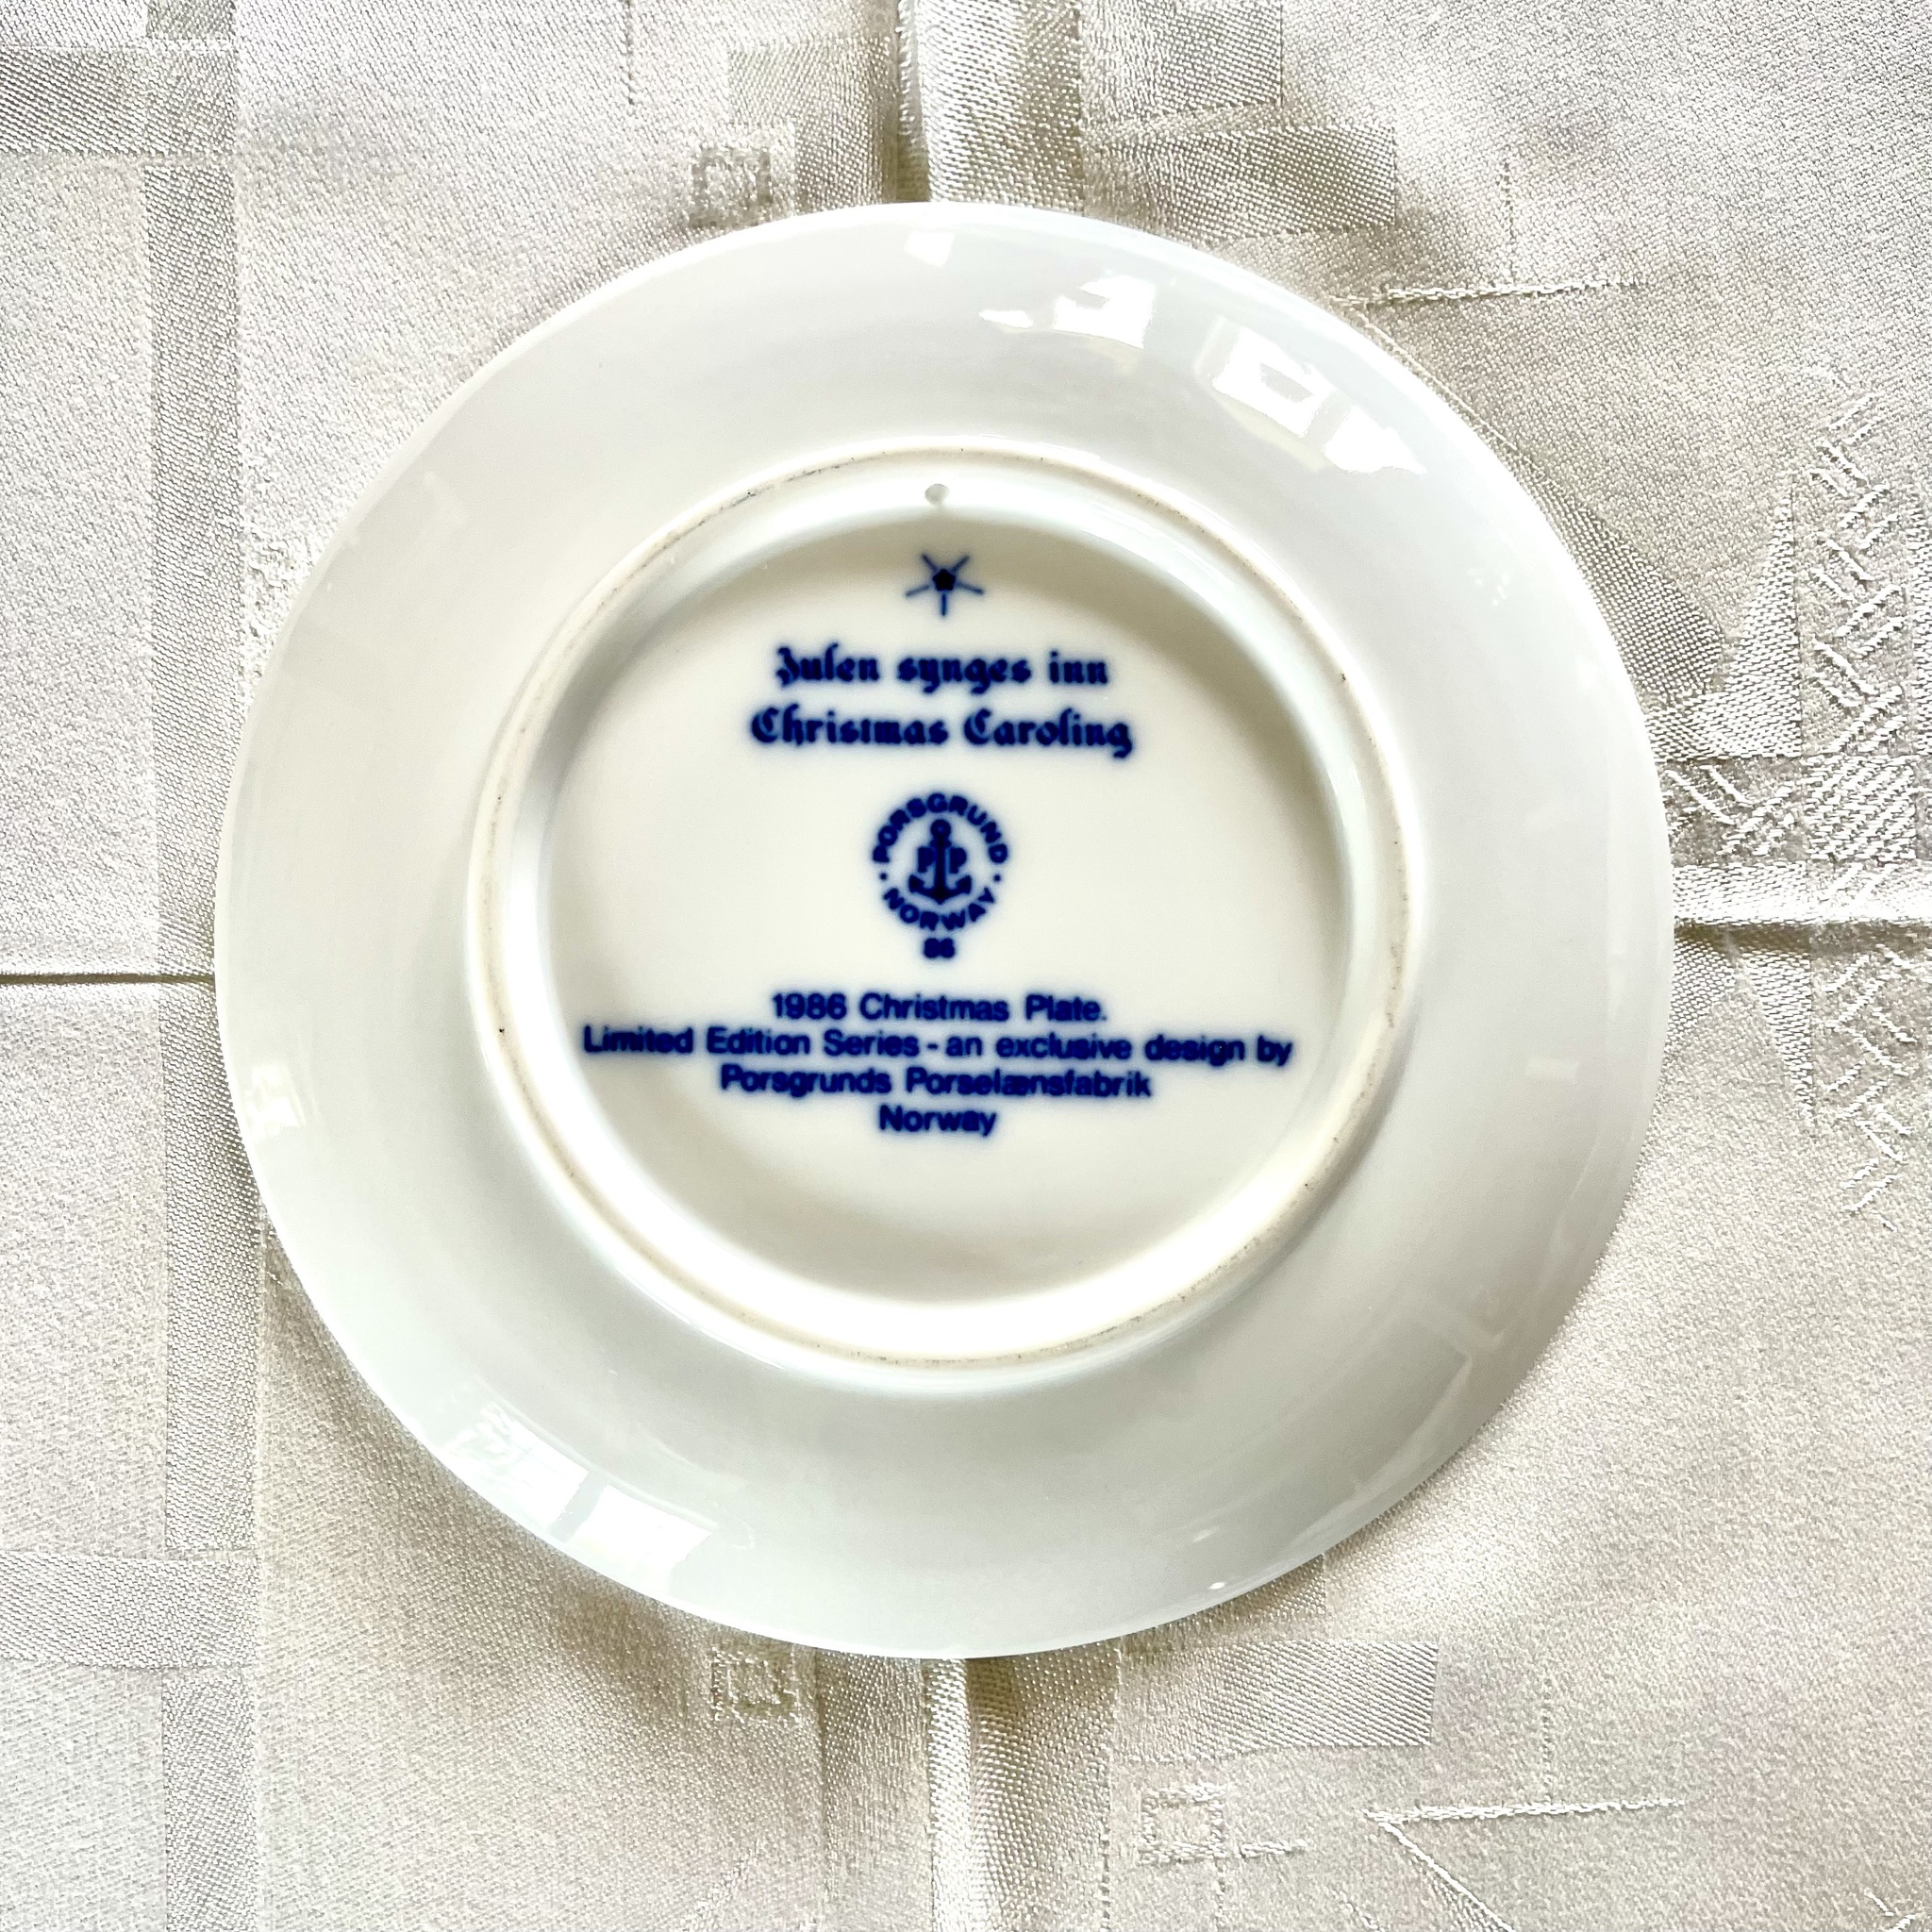 Julen synges inn
Christmas Caroling
PORSGRUND
PP
· NORWAY ·
86
1986 Christmas Plate.
Limited Edition Series - an exclusive design by
Porsgrunds Porselænsfabrik
Norway